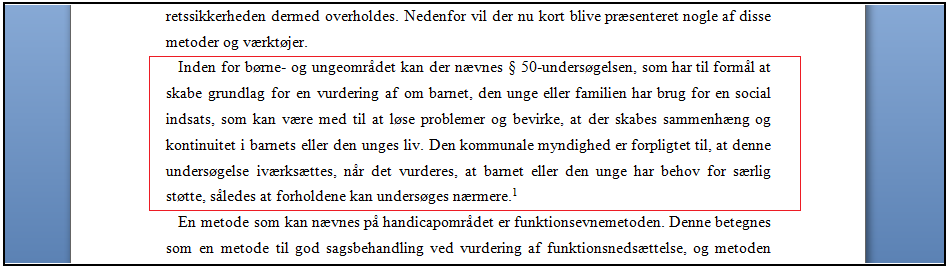 retssikkerheden dermed overholdes. Nedenfor vil der nu kort blive præsenteret nogle af disse
metoder og værktøjer.
Inden for børne- og ungeområdet kan der nævnes § 50-undersøgelsen, som har til formål at
skabe grundlag for en vurdering af om barnet, den unge eller familien har brug for en social
indsats, som kan være med til at løse problemer og bevirke, at der skabes sammenhæng og
kontinuitet i barnets eller den unges liv. Den kommunale myndighed er forpligtet til, at denne
undersøgelse iværksættes, når det vurderes, at barnet eller den unge har behov for særlig
støtte, således at forholdene kan undersøges nærmere.1
En metode som kan nævnes på handicapområdet er funktionsevnemetoden. Denne betegnes
som en metode til god sagsbehandling ved vurdering af funktionsnedsættelse, og metoden